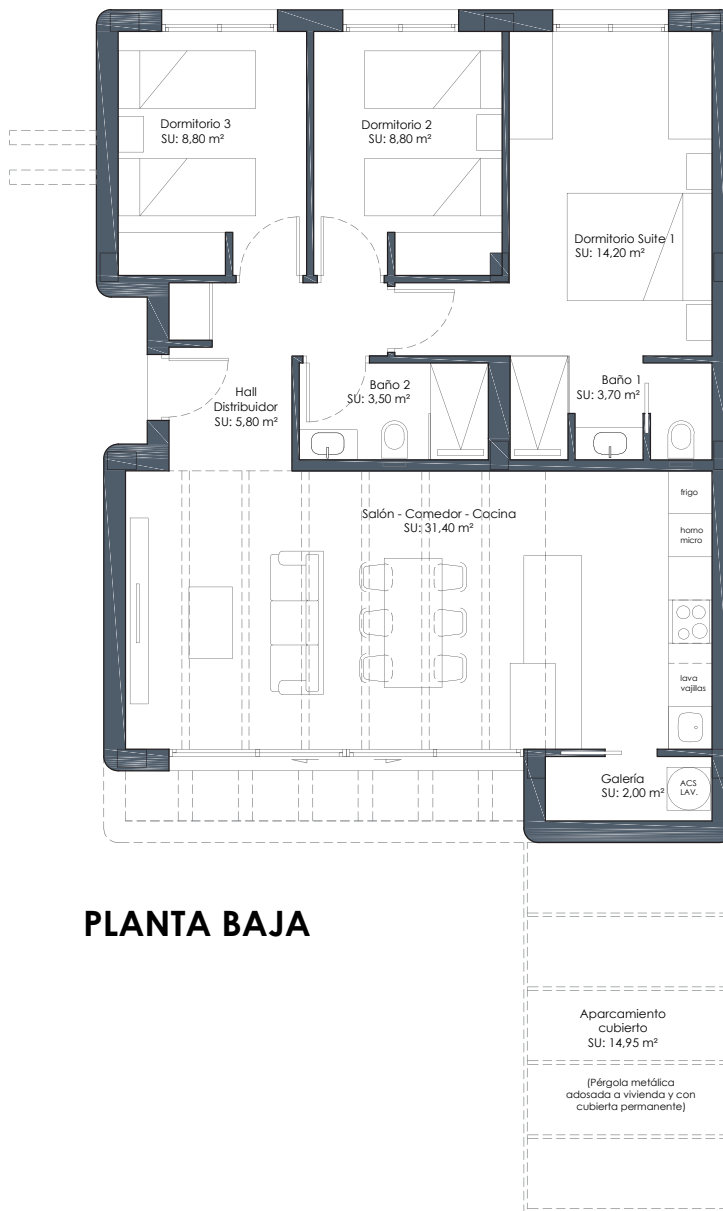 Dormitorio 3
SU: 8,80 m²
Dormitorio 2
SU: 8,80 m²
Dormitorio Suite 1
SU: 14,20 m²
Hall
Distribuidor
SU: 5,80 m²
Baño 2
SU: 3,50 m²
Baño 1
SU: 3,70 m²
Salón - Comedor - Cocina
SU: 31,40 m²
frigo
horno
micro
lava
vajillas
Galería
SU: 2,00 m²
ACS
LAV.
PLANTA BAJA
Aparcamiento
cubierto
SU: 14,95 m²
(Pérgola metálica
adosada a vivienda y con
cubierta permanente)